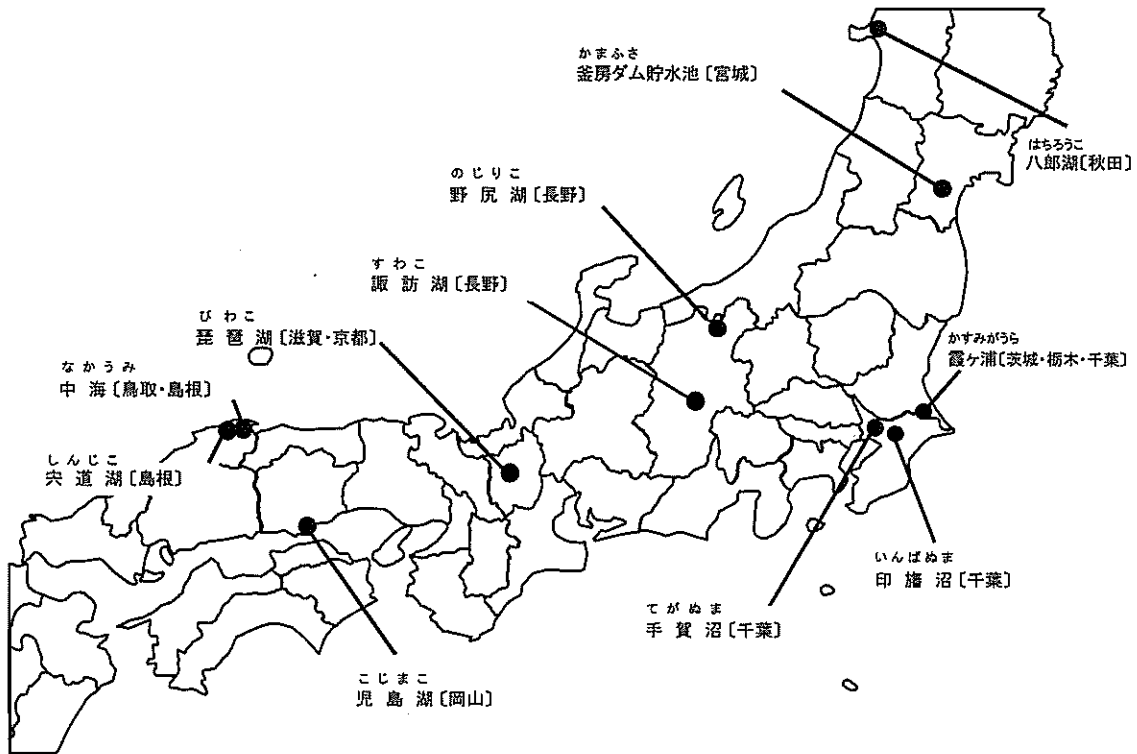 かまふさ
釜房ダム貯水池〔宮城〕
はちろうこ
八郎湖〔秋田〕
のじりこ
野尻湖〔長野〕
すわこ
諏訪湖〔長野〕
びわこ
琵琶湖〔滋賀・京都〕
かすみがうら
霞ヶ浦〔茨城・栃木・千葉〕
なかうみ
中海〔鳥取・島根〕
しんじこ
宍道湖〔島根〕
いんばぬま
印旛沼〔千葉〕
てがぬま
手賀沼〔千葉〕
こじまこ
児島湖〔岡山〕